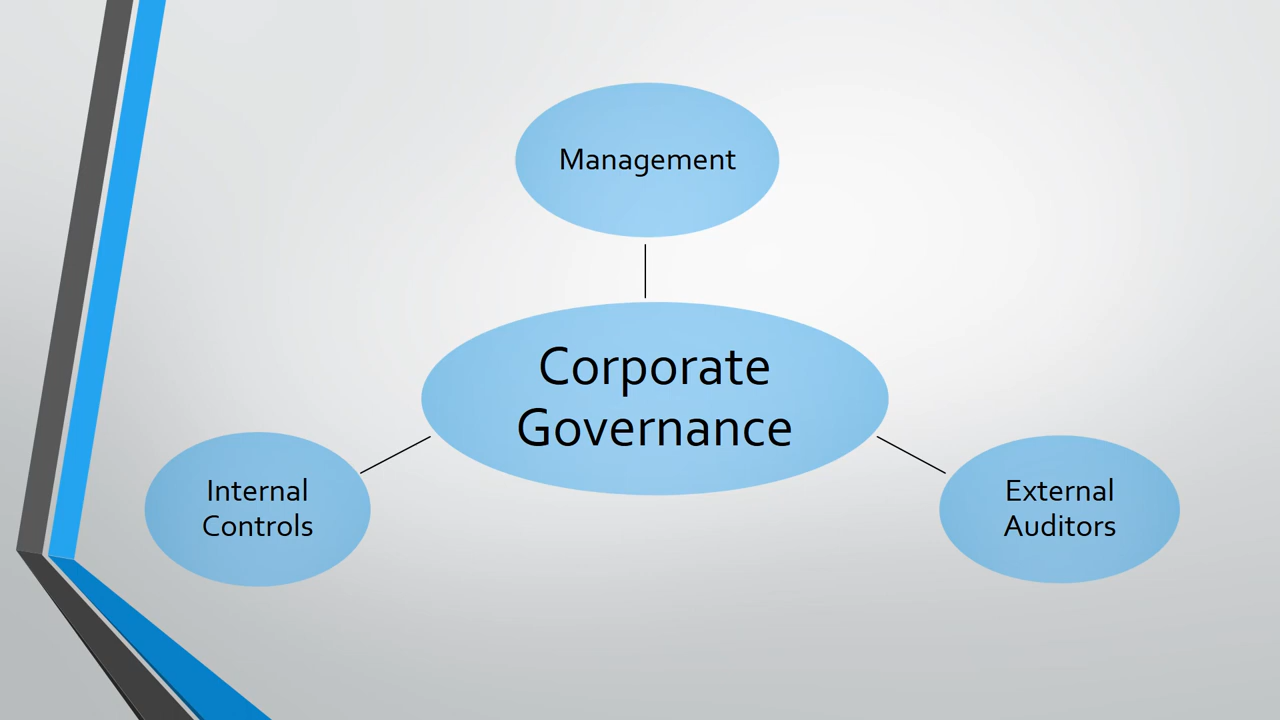 Management
Corporate
Governance
Internal
Controls
External
Auditors